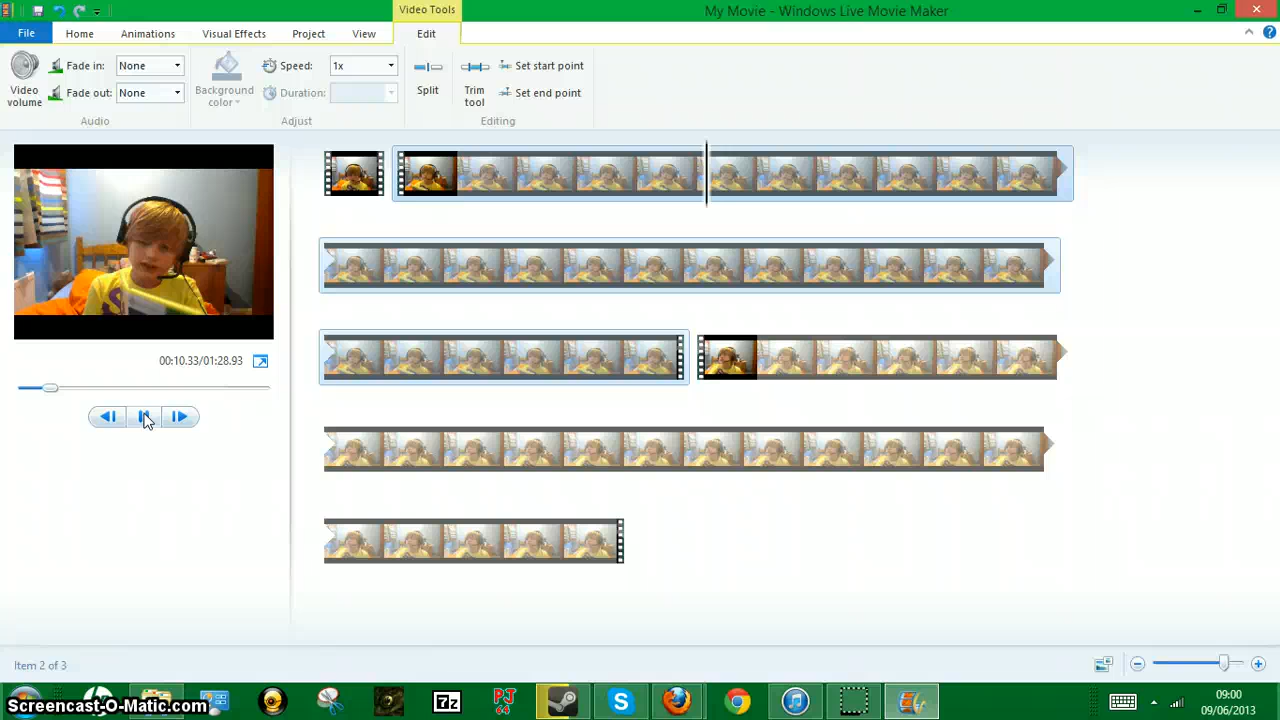 Video Tools
My Movie - Windows Live Movie Maker
File Home Animations Visual Effects Project View Edit
Video volume
Fade in: None
Fade out: None
Audio
Background color
Speed: 1x
Duration:
Adjust
Split
Trim tool
Set start point
Set end point
Editing
00:10.33/01:28.93
Item 2 of 3
7z
PJ
64
09:00
09/06/2013
Screencast-O-Matic.com